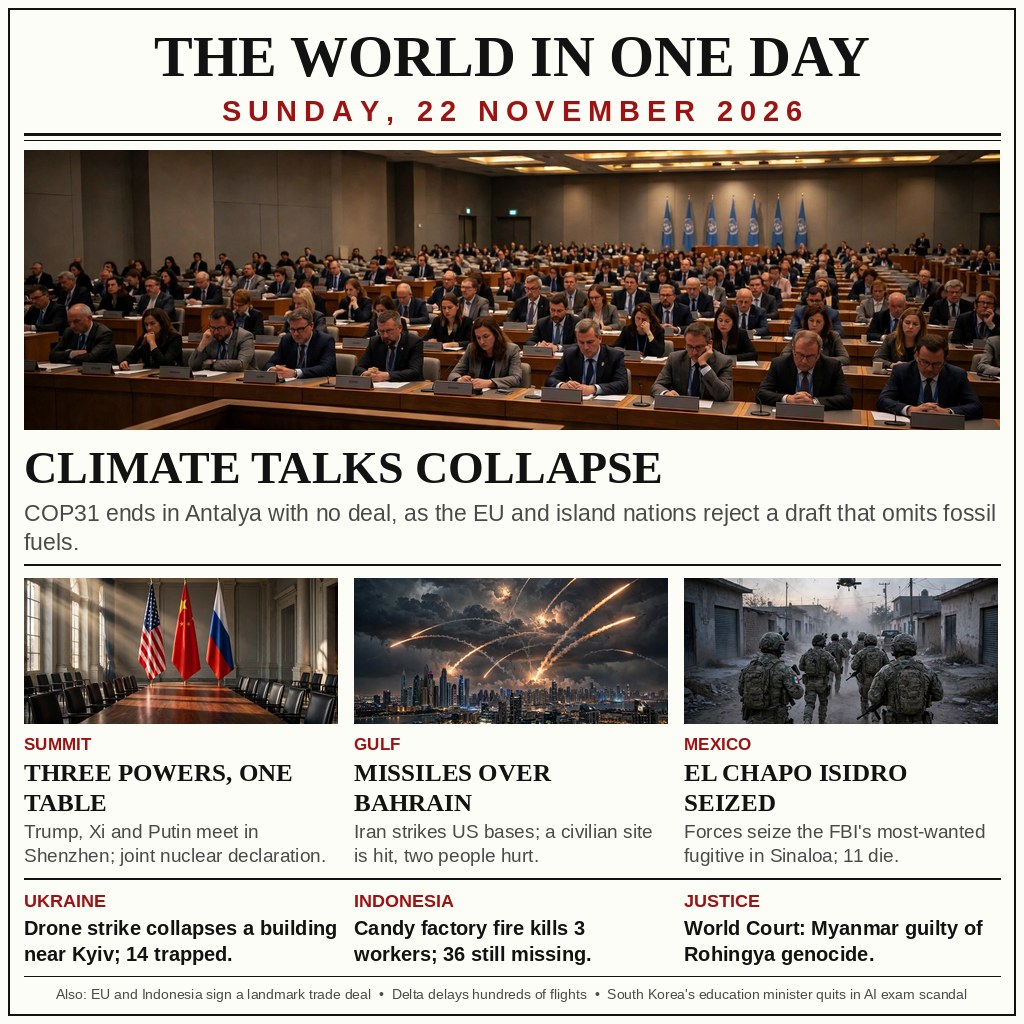 THE WORLD IN ONE DAY
SUNDAY, 22 NOVEMBER 2026
CLIMATE TALKS COLLAPSE
COP31 ends in Antalya with no deal, as the EU and island nations reject a draft that omits fossil
fuels.
SUMMIT
THREE POWERS, ONE
TABLE
Trump, Xi and Putin meet in
Shenzhen; joint nuclear declaration.
GULF
MISSILES OVER
BAHRAIN
Iran strikes US bases; a civilian site
is hit, two people hurt.
MEXICO
EL CHAPO ISIDRO
SEIZED
Forces seize the FBI's most-wanted
fugitive in Sinaloa; 11 die.
UKRAINE
Drone strike collapses a building
near Kyiv; 14 trapped.
INDONESIA
Candy factory fire kills 3
workers; 36 still missing.
JUSTICE
World Court: Myanmar guilty of
Rohingya genocide.
Also: EU and Indonesia sign a landmark trade deal • Delta delays hundreds of flights • South Korea's education minister quits in AI exam scandal